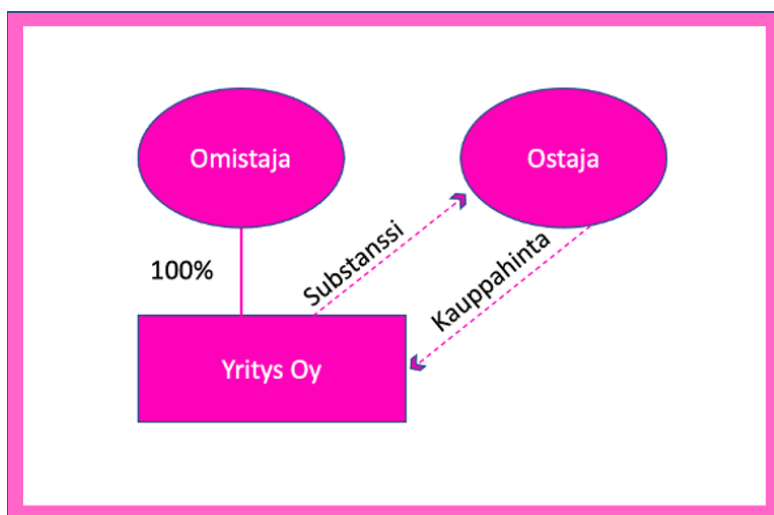 Omistaja
Ostaja
100%
Substanssi
Kauppahinta
Yritys Oy